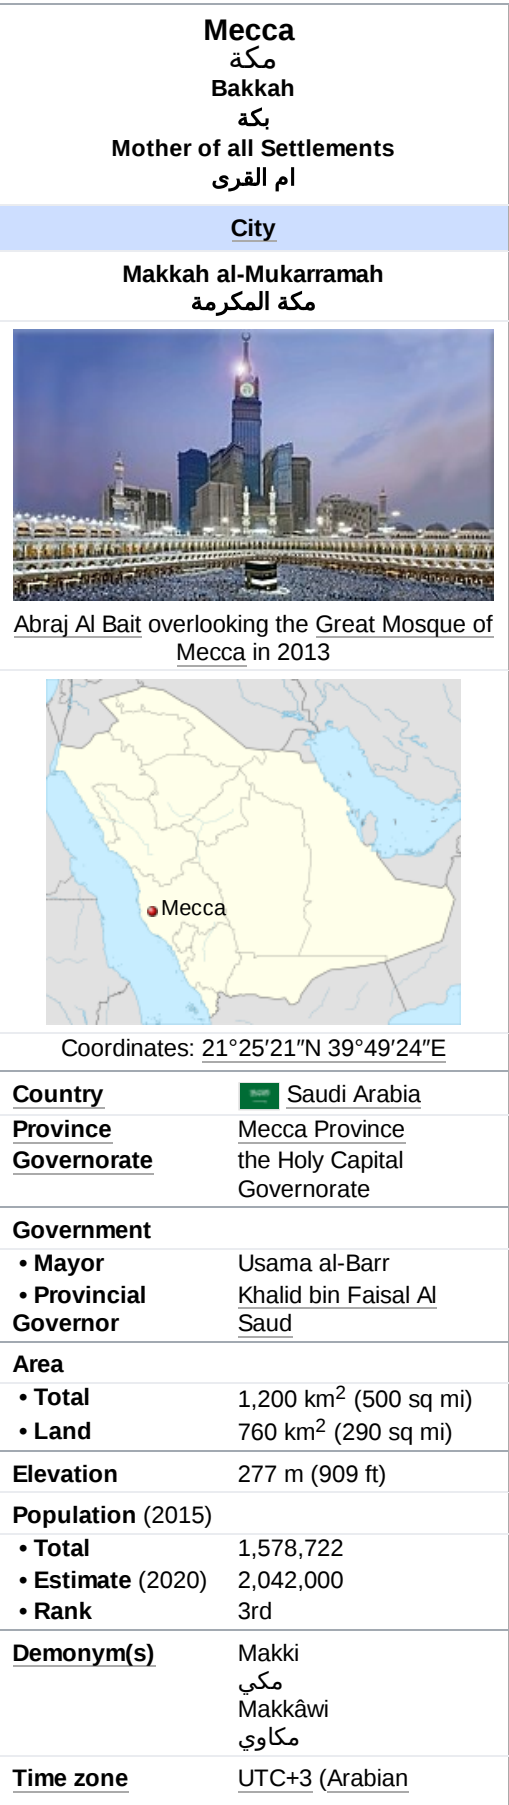 Mecca
مكة
Bakkah
بكة
Mother of all Settlements
ام القرى
City
Makkah al-Mukarramah
مكة المكرمة
Abraj Al Bait overlooking the Great Mosque of
Mecca in 2013
Mecca
Coordinates: 21°25′21″N 39°49′24″E
Country Saudi Arabia
Province Mecca Province
Governorate the Holy Capital
Governorate
Government
• Mayor Usama al-Barr
• Provincial Khalid bin Faisal Al
Governor Saud
Area
• Total 1,200 km² (500 sq mi)
• Land 760 km² (290 sq mi)
Elevation 277 m (909 ft)
Population (2015)
• Total 1,578,722
• Estimate (2020) 2,042,000
• Rank 3rd
Demonym(s) Makki
مكي
Makkâwi
مكاوي
Time zone UTC+3 (Arabian